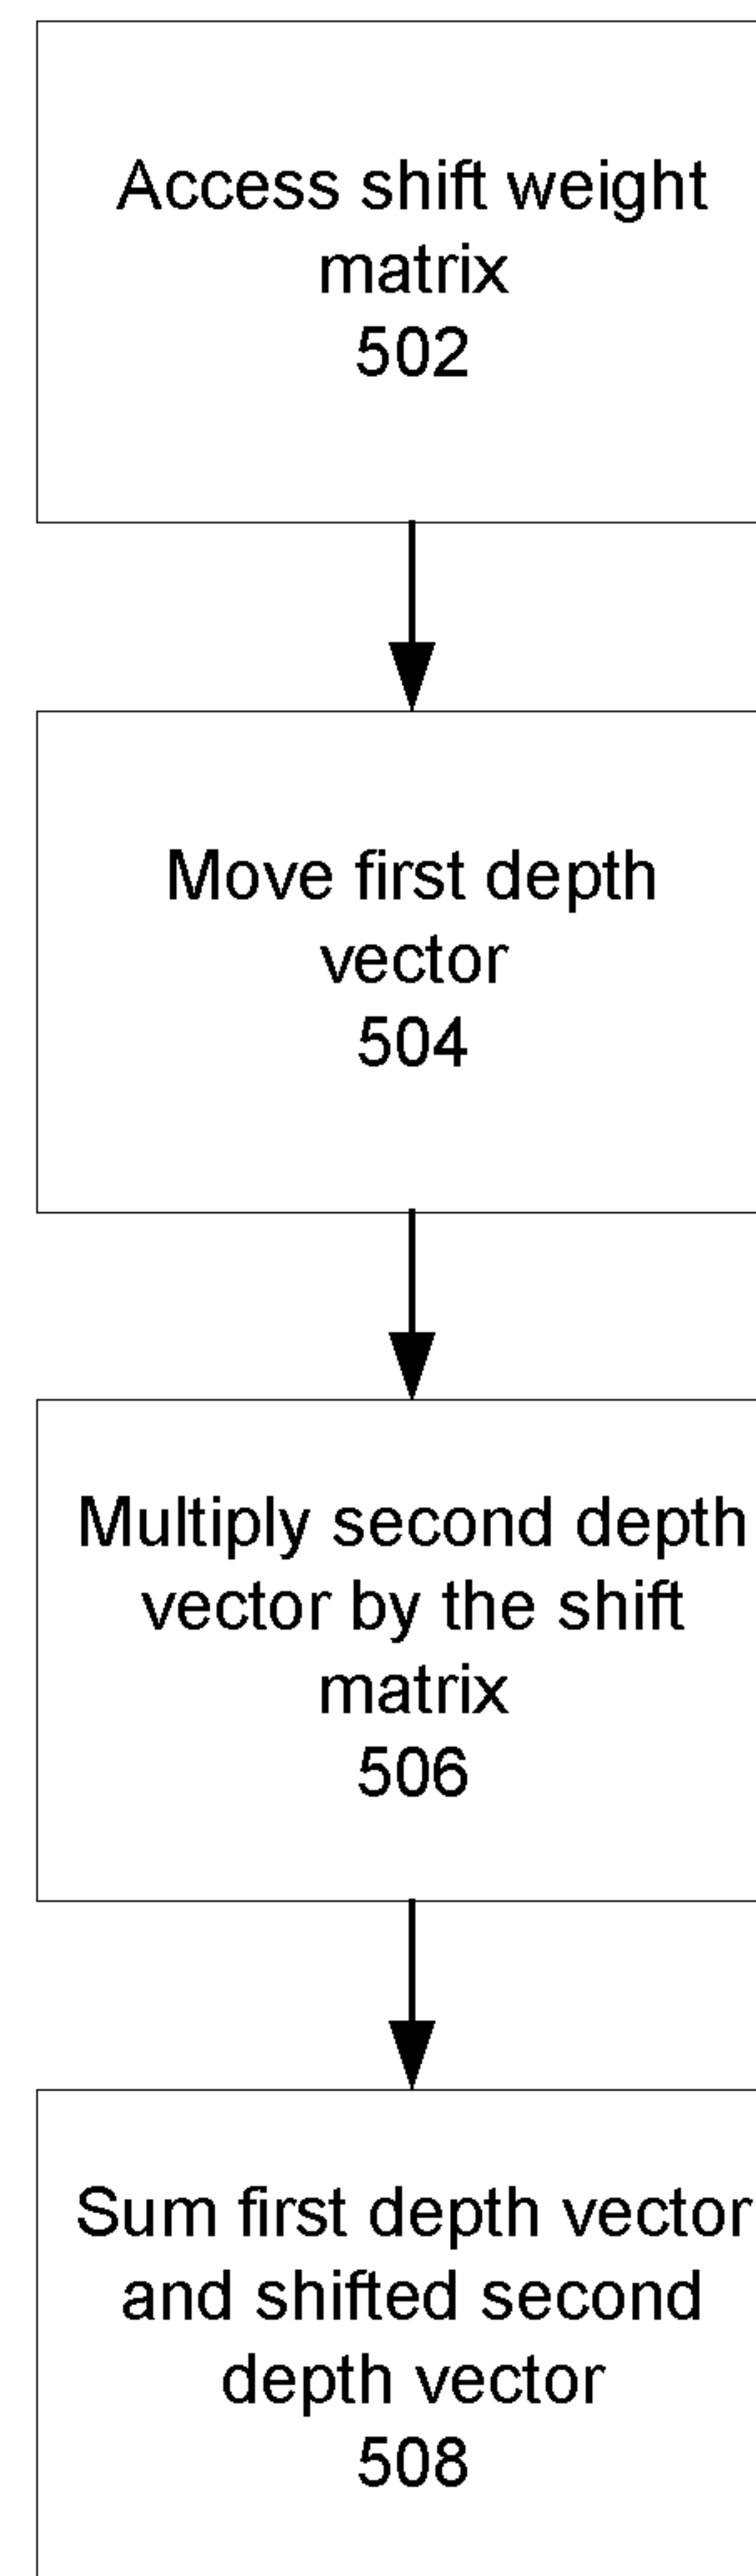 Access shift weight
matrix
502
Move first depth
vector
504
Multiply second depth
vector by the shift
matrix
506
Sum first depth vector
and shifted second
depth vector
508